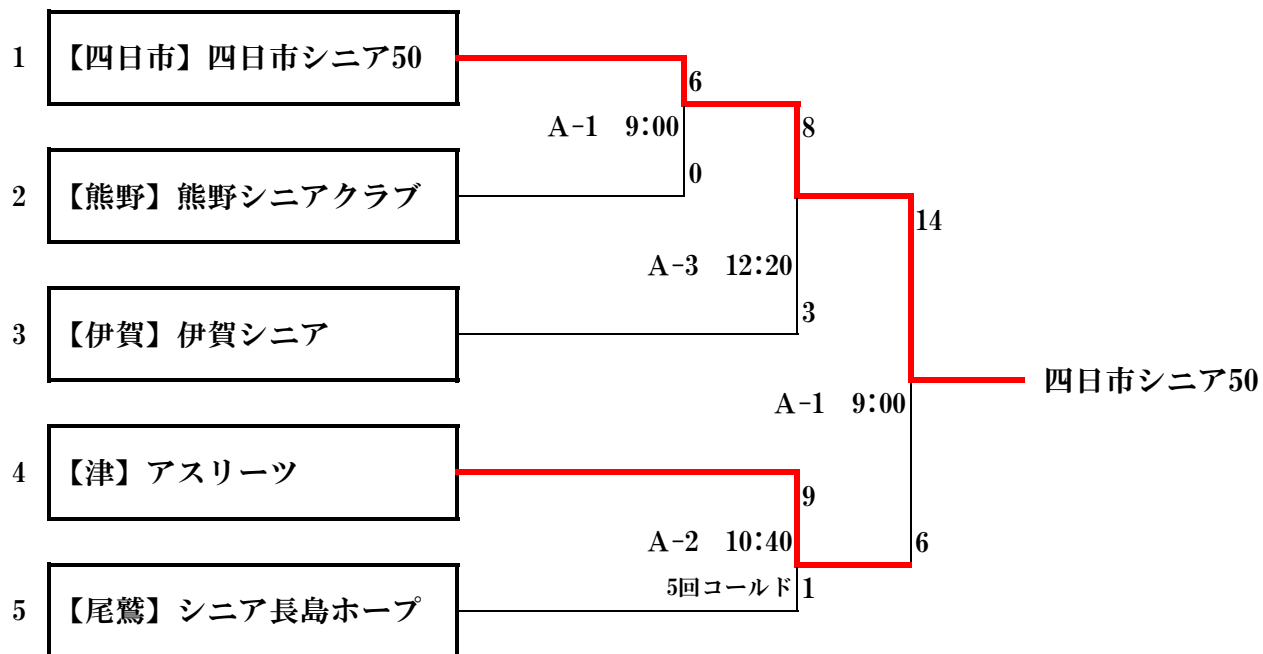 1 【四日市】四日市シニア50
6
A-1 9:00
8
2 【熊野】熊野シニアクラブ
0
14
A-3 12:20
3 【伊賀】伊賀シニア
3
四日市シニア50
A-1 9:00
4 【津】アスリーツ
9
A-2 10:40
6
5回コールド
1
5 【尾鷲】シニア長島ホープ